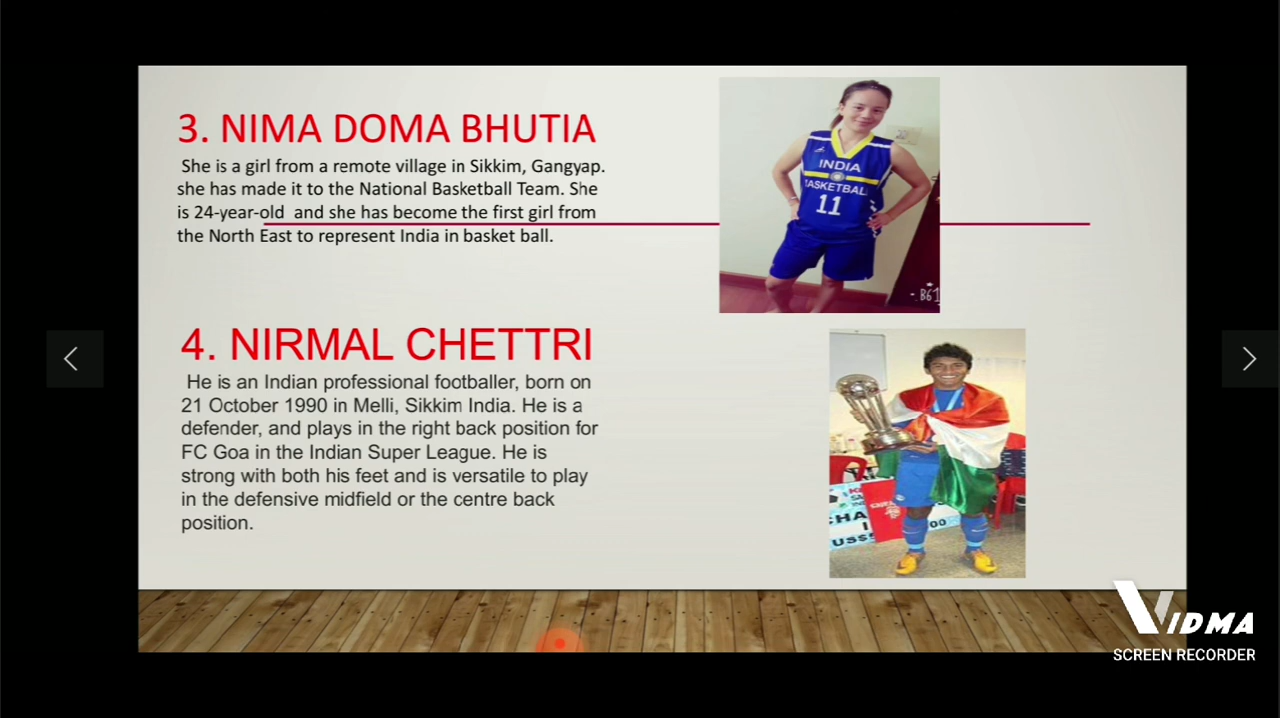 3. NIMA DOMA BHUTIA
She is a girl from a remote village in Sikkim, Gangyap.
she has made it to the National Basketball Team. She
is 24-year-old and she has become the first girl from
the North East to represent India in basket ball.
INDIA
BASKETBAL
11
4. NIRMAL CHETTRI
He is an Indian professional footballer, born on
21 October 1990 in Melli, Sikkim India. He is a
defender, and plays in the right back position for
FC Goa in the Indian Super League. He is
strong with both his feet and is versatile to play
in the defensive midfield or the centre back
position.
VIDMA
SCREEN RECORDER